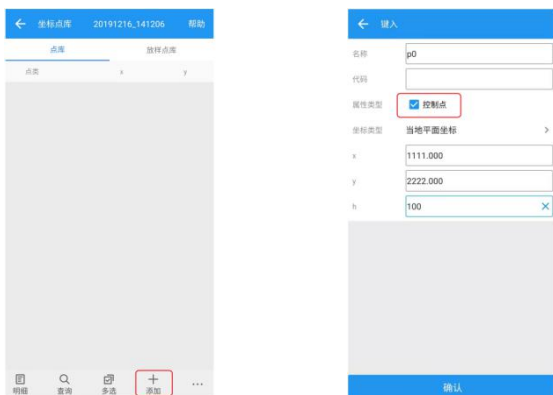 坐标点库 20191216_141206 帮助
点库 放样点库
点类 x y
明细 查询 多选 添加 ...
键入
名称 p0
代码
属性类型 控制点
坐标类型 当地平面坐标 >
x 1111.000
y 2222.000
h 100
确认